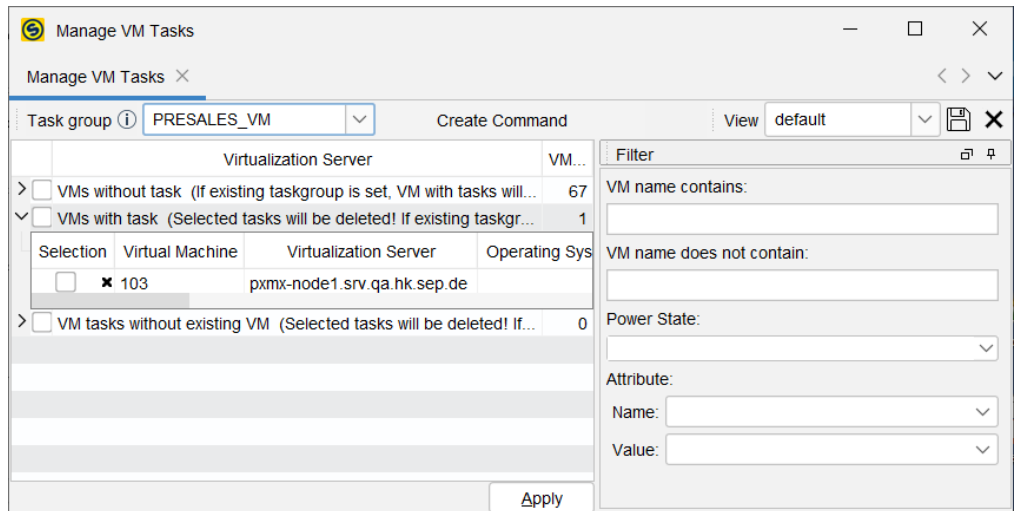 Manage VM Tasks
Manage VM Tasks
Task group PRESALES_VM Create Command View default
Virtualization Server VM...
VMs without task (If existing taskgroup is set, VM with tasks will... 67
VMs with task (Selected tasks will be deleted! If existing taskgr... 1
Selection Virtual Machine Virtualization Server Operating Sys
103 pxmx-node1.srv.qa.hk.sep.de
VM tasks without existing VM (Selected tasks will be deleted! If... 0
Apply
Filter
VM name contains:
VM name does not contain:
Power State:
Attribute:
Name:
Value: